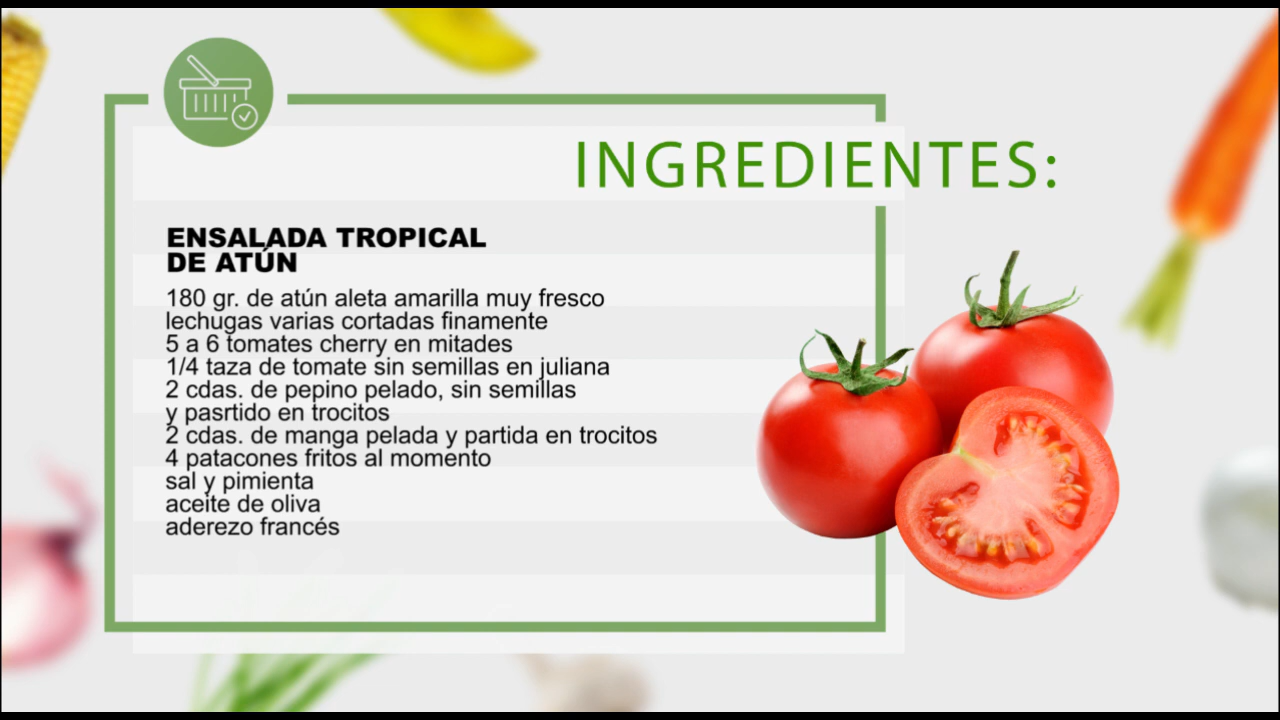 INGREDIENTES:
ENSALADA TROPICAL
DE ATÚN
180 gr. de atún aleta amarilla muy fresco
lechugas varias cortadas finamente
5 a 6 tomates cherry en mitades
1/4 taza de tomate sin semillas en juliana
2 cdas. de pepino pelado, sin semillas
y pasrtido en trocitos
2 cdas. de manga pelada y partida en trocitos
4 patacones fritos al momento
sal y pimienta
aceite de oliva
aderezo francés